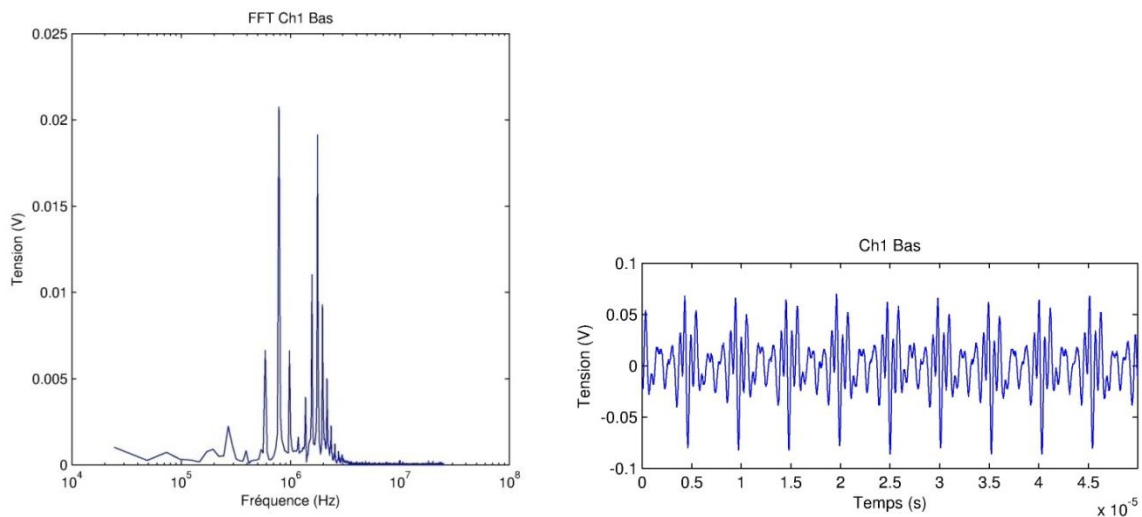 FFT Ch1 Bas
0.025
0.02
0.015
0.01
0.005
0
Tension (V)
10^4
10^5
10^6
10^7
10^8
Fréquence (Hz)
Ch1 Bas
0.1
0.05
0
-0.05
-0.1
Tension (V)
0 0.5 1 1.5 2 2.5 3 3.5 4 4.5
Temps (s)
x 10^-5